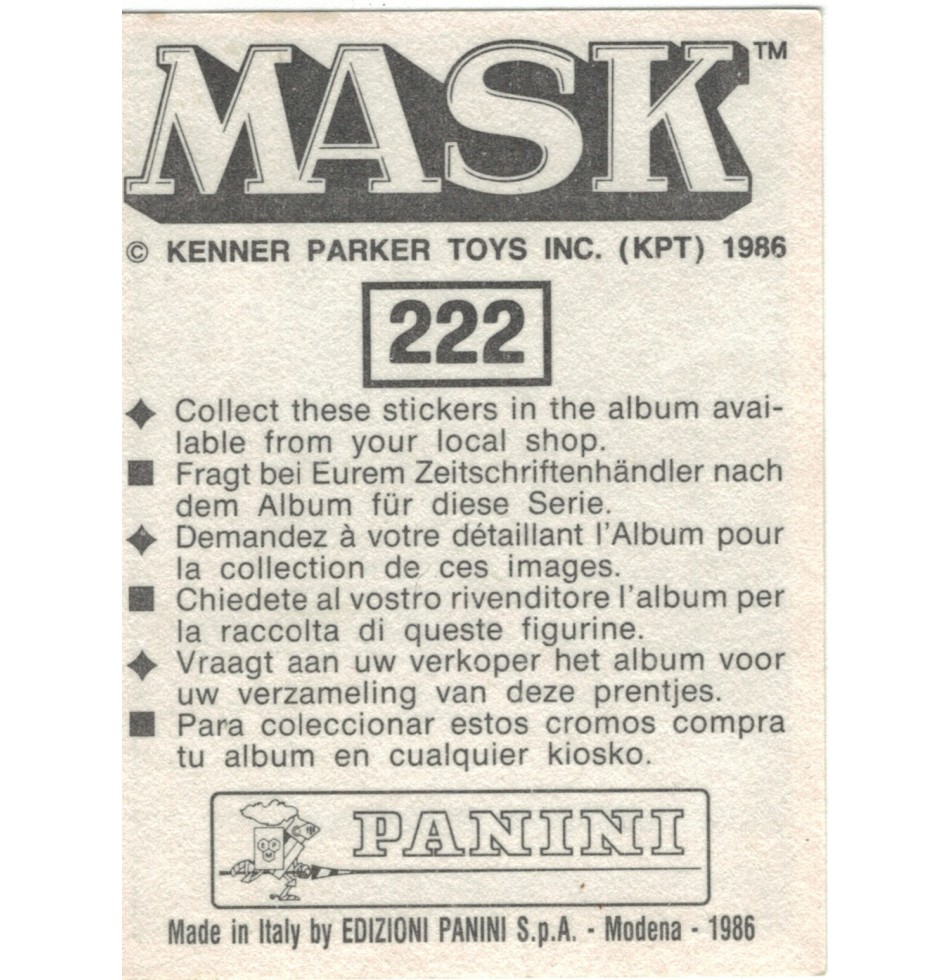 MASK™
© KENNER PARKER TOYS INC. (KPT) 1986
222
Collect these stickers in the album avai-
lable from your local shop.
Fragt bei Eurem Zeitschriftenhändler nach
dem Album für diese Serie.
Demandez à votre détaillant l'Album pour
la collection de ces images.
Chiedete al vostro rivenditore l'album per
la raccolta di queste figurine.
Vraagt aan uw verkoper het album voor
uw verzameling van deze prentjes.
Para coleccionar estos cromos compra
tu album en cualquier kiosko.
PANINI
Made in Italy by EDIZIONI PANINI S.p.A. - Modena - 1986